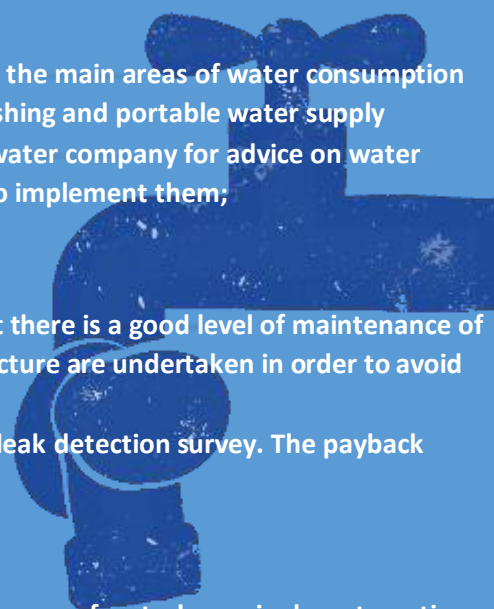 the main areas of water consumption
shing and portable water supply
water company for advice on water
o implement them;
t there is a good level of maintenance of
cture are undertaken in order to avoid
leak detection survey. The payback